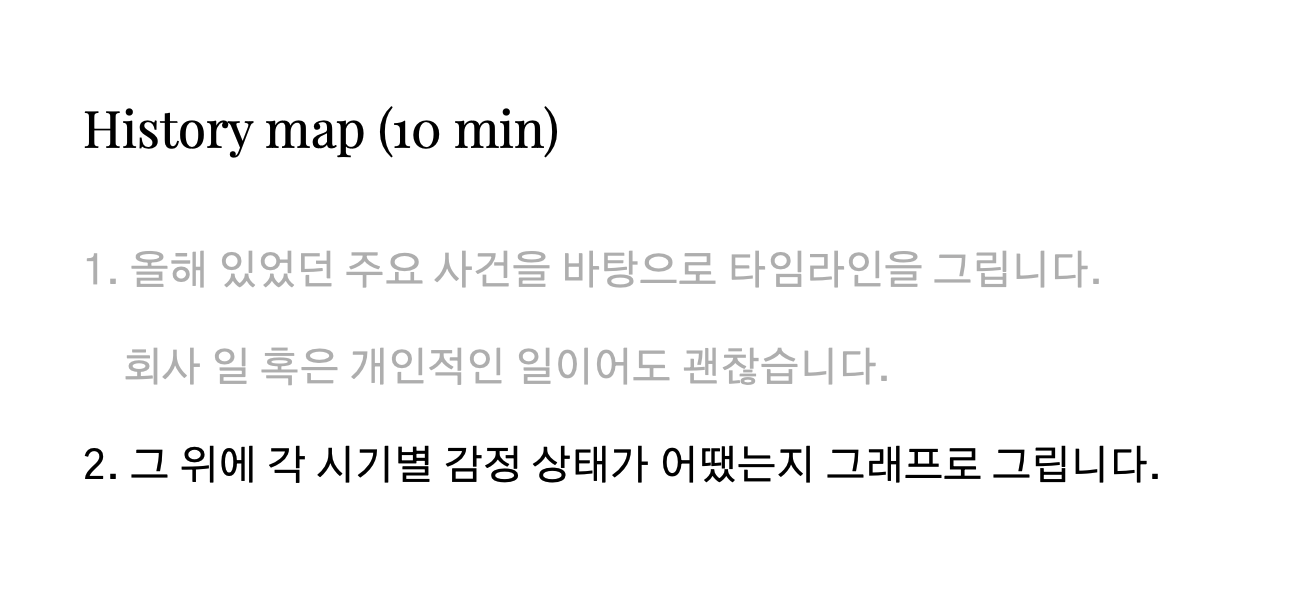 History map (10 min)
1. 올해 있었던 주요 사건을 바탕으로 타임라인을 그립니다.
회사 일 혹은 개인적인 일이어도 괜찮습니다.
2. 그 위에 각 시기별 감정 상태가 어땠는지 그래프로 그립니다.